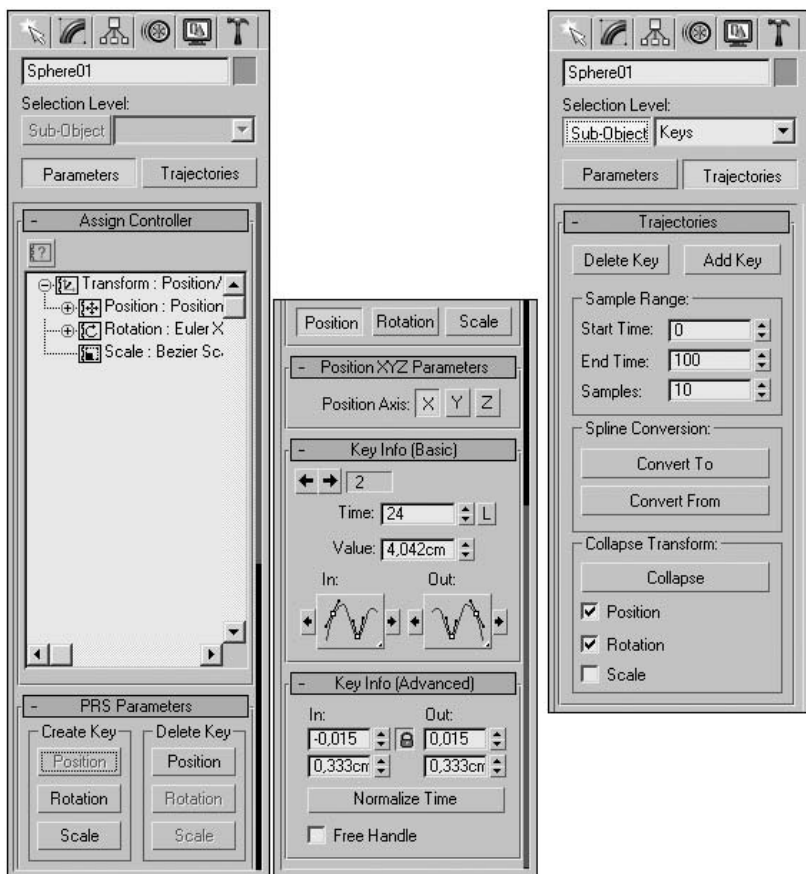 Sphere01
Selection Level:
Sub-Object
Parameters Trajectories
- Assign Controller
Transform : Position/
Position : Position
Rotation : Euler X
Scale : Bezier Sc
- PRS Parameters
Create Key Delete Key
Position Position
Rotation Rotation
Scale Scale
Position Rotation Scale
- Position XYZ Parameters
Position Axis: X Y Z
- Key Info (Basic)
2
Time: 24 L
Value: 4,042cm
In: Out:
- Key Info (Advanced)
In: Out:
-0,015 0,015
0,333cm 0,333cm
Normalize Time
Free Handle
Sphere01
Selection Level:
Sub-Object Keys
Parameters Trajectories
- Trajectories
Delete Key Add Key
Sample Range:
Start Time: 0
End Time: 100
Samples: 10
Spline Conversion:
Convert To
Convert From
Collapse Transform:
Collapse
Position
Rotation
Scale